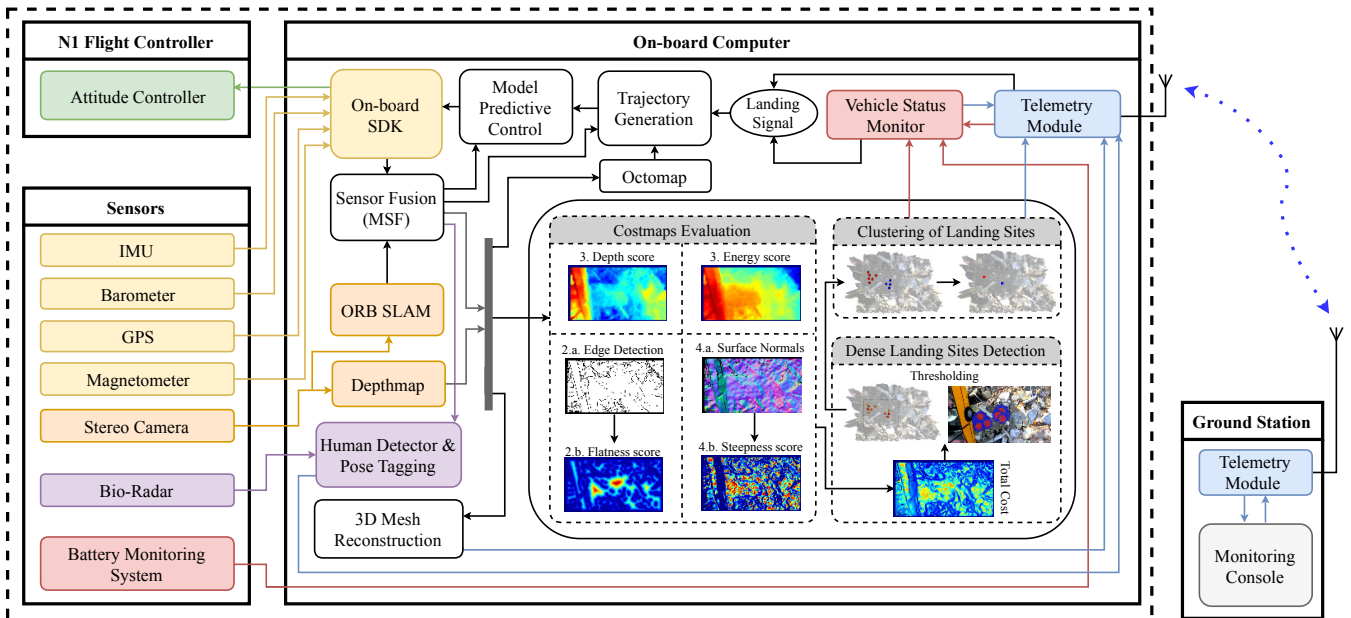 N1 Flight Controller
Attitude Controller
Sensors
IMU
Barometer
GPS
Magnetometer
Stereo Camera
Bio-Radar
Battery Monitoring
System
On-board Computer
On-board
SDK
Model
Predictive
Control
Trajectory
Generation
Landing
Signal
Vehicle Status
Monitor
Telemetry
Module
Sensor Fusion
(MSF)
Octomap
ORB SLAM
Depthmap
Human Detector &
Pose Tagging
3D Mesh
Reconstruction
Costmaps Evaluation
3. Depth score
3. Energy score
2.a. Edge Detection
4.a. Surface Normals
2.b. Flatness score
4.b. Steepness score
Clustering of Landing Sites
Dense Landing Sites Detection
Thresholding
Total Cost
Ground Station
Telemetry
Module
Monitoring
Console